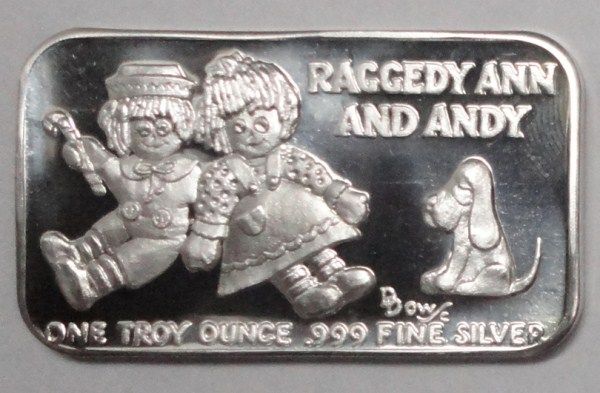 RAGGEDY ANN
AND ANDY
ONE TROY OUNCE .999 FINE SILVER